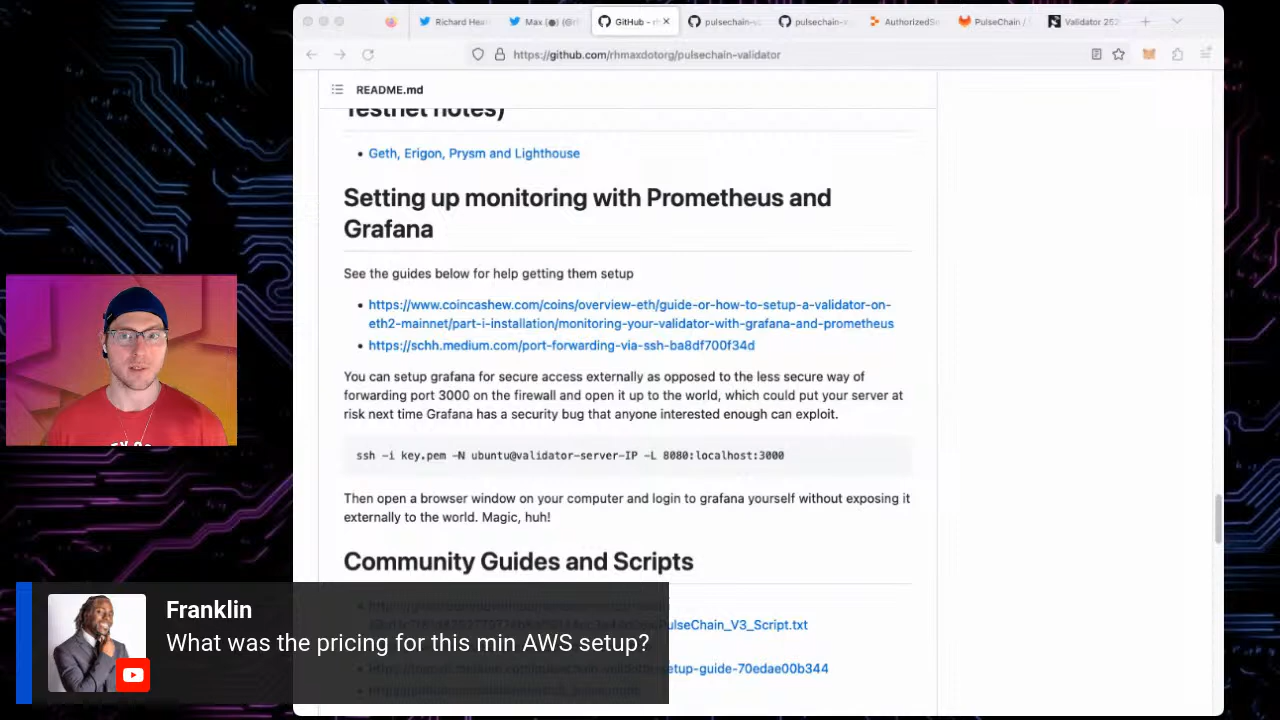 Richard Hear
Max
GitHub - rh
pulsechain-
pulsechain-
AuthorizedS
PulseChain /
Validator 252
https://github.com/rhmaxdotorg/pulsechain-validator
README.md
Testnet notes)
Geth, Erigon, Prysm and Lighthouse
Setting up monitoring with Prometheus and
Grafana
See the guides below for help getting them setup
https://www.coincashew.com/coins/overview-eth/guide-or-how-to-setup-a-validator-on-
eth2-mainnet/part-i-installation/monitoring-your-validator-with-grafana-and-prometheus
https://schh.medium.com/port-forwarding-via-ssh-ba8df700f34d
You can setup grafana for secure access externally as opposed to the less secure way of
forwarding port 3000 on the firewall and open it up to the world, which could put your server at
risk next time Grafana has a security bug that anyone interested enough can exploit.
ssh -i key.pem -N ubuntu@validator-server-IP -L 8080:localhost:3000
Then open a browser window on your computer and login to grafana yourself without exposing it
externally to the world. Magic, huh!
Community Guides and Scripts
PulseChain_V3_Script.txt
setup-guide-70edae00b344
Franklin
What was the pricing for this min AWS setup?